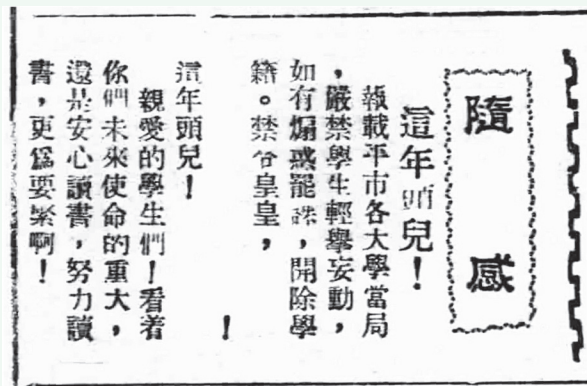 隨感
這年頭兒！
報載平市各大學當局
，嚴禁學生輕舉妄動，
如有煽惑罷課，開除學
籍。禁令皇皇，
！
這年頭兒！
親愛的學生們！看着
你們未來使命的重大，
還是安心讀書，努力讀
書，更爲要緊啊！